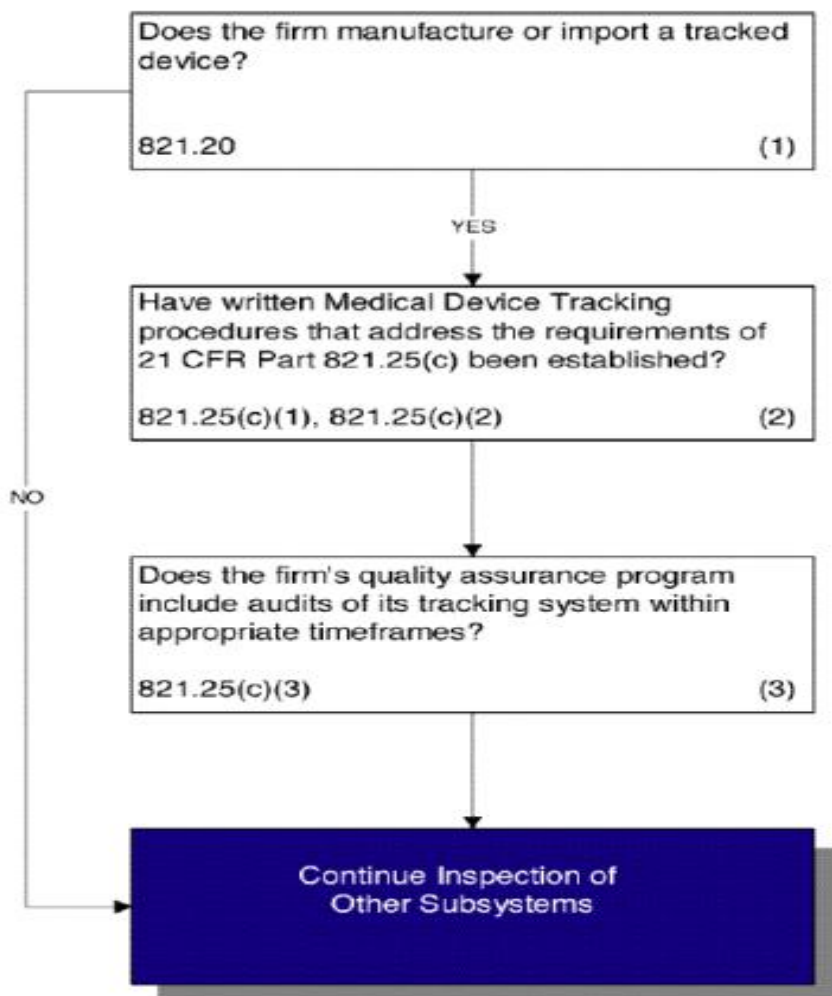 Does the firm manufacture or import a tracked
device?
821.20 (1)
YES
Have written Medical Device Tracking
procedures that address the requirements of
21 CFR Part 821.25(c) been established?
821.25(c)(1), 821.25(c)(2) (2)
NO
Does the firm's quality assurance program
include audits of its tracking system within
appropriate timeframes?
821.25(c)(3) (3)
Continue Inspection of
Other Subsystems